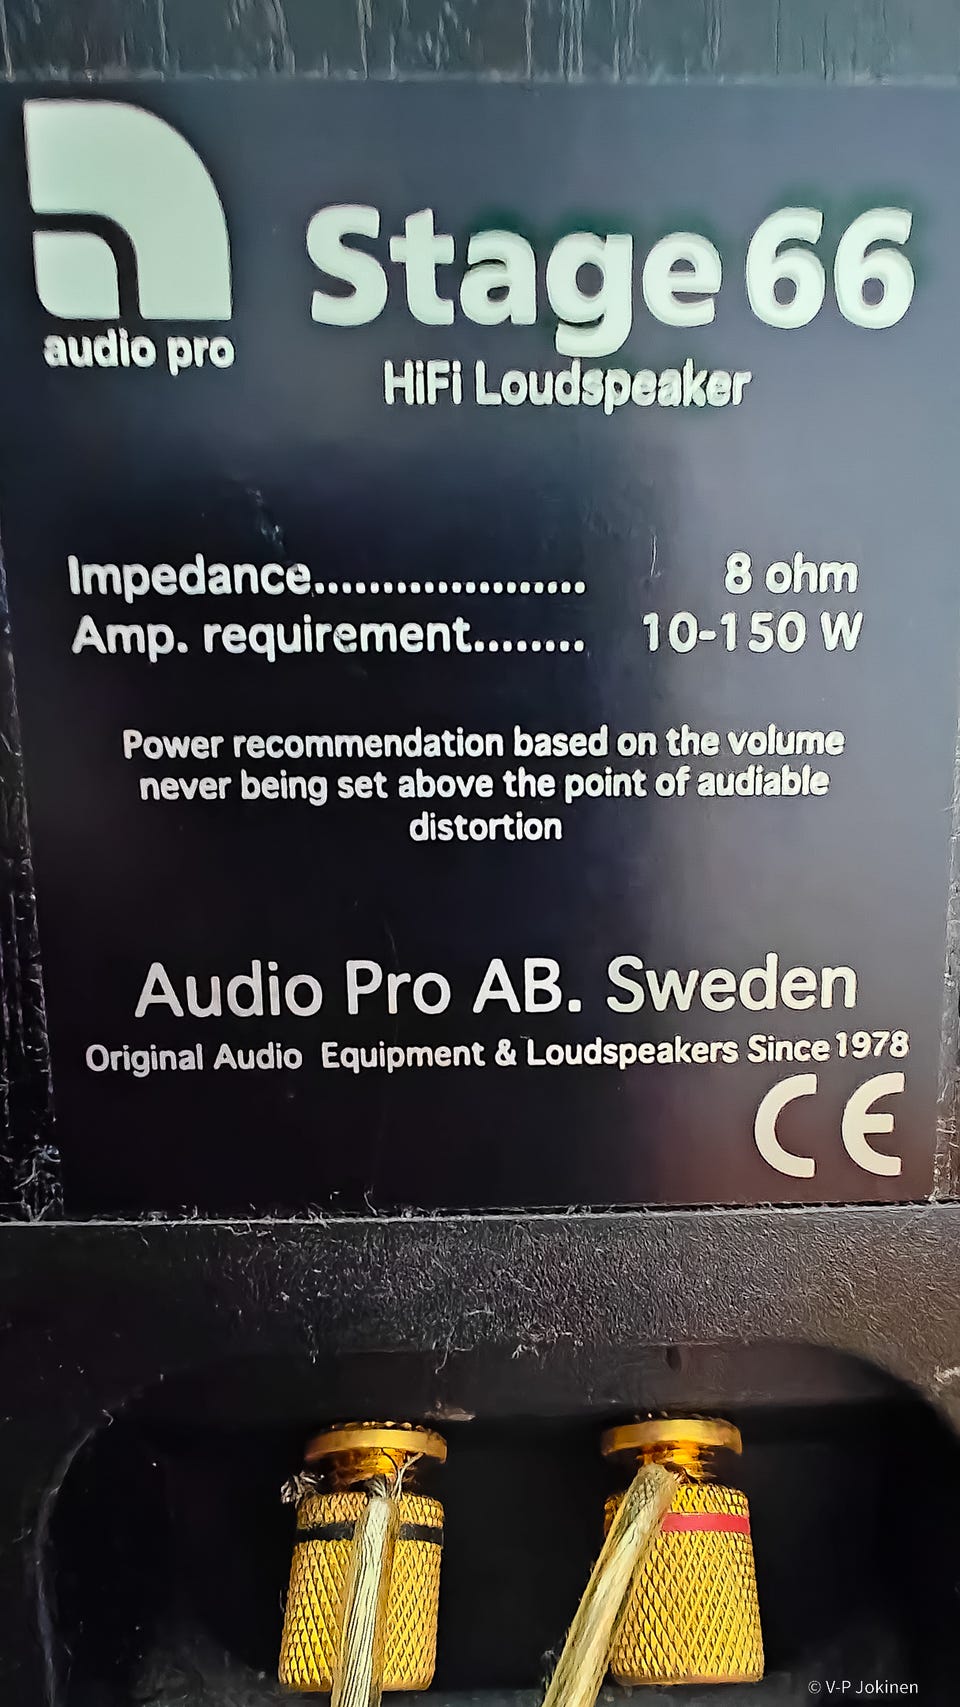 audio pro
Stage 66
HiFi Loudspeaker
Impedance.................... 8 ohm
Amp. requirement........ 10-150 W
Power recommendation based on the volume
never being set above the point of audiable
distortion
Audio Pro AB. Sweden
Original Audio Equipment & Loudspeakers Since 1978
CE
© V-P Jokinen